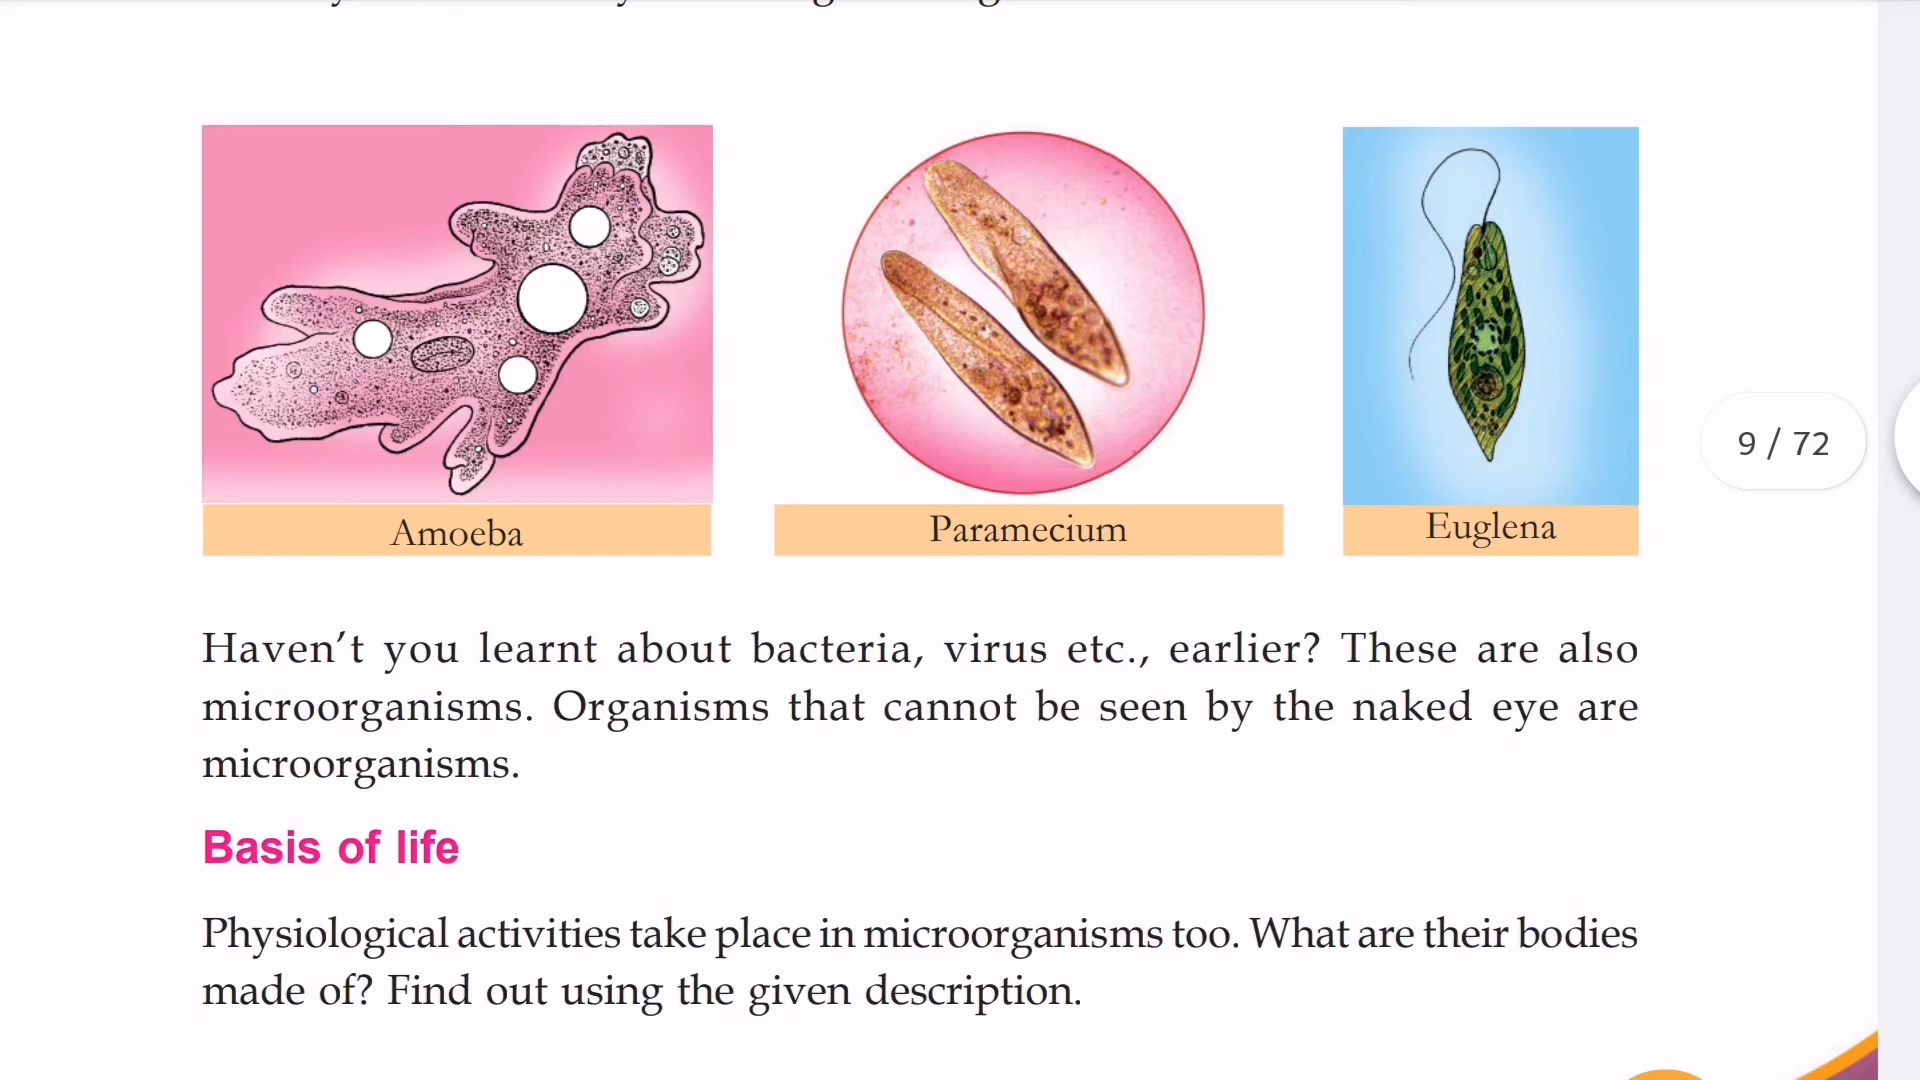 Amoeba
Paramecium
Euglena
9 / 72
Haven't you learnt about bacteria, virus etc., earlier? These are also
microorganisms. Organisms that cannot be seen by the naked eye are
microorganisms.
Basis of life
Physiological activities take place in microorganisms too. What are their bodies
made of? Find out using the given description.